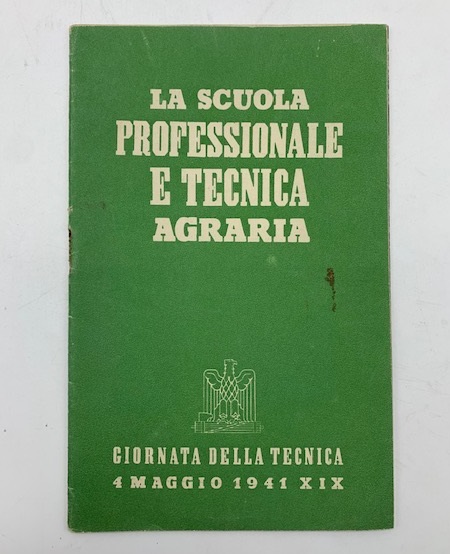 LA SCUOLA
PROFESSIONALE
E TECNICA
AGRARIA
GIORNATA DELLA TECNICA
4 MAGGIO 1941 XIX